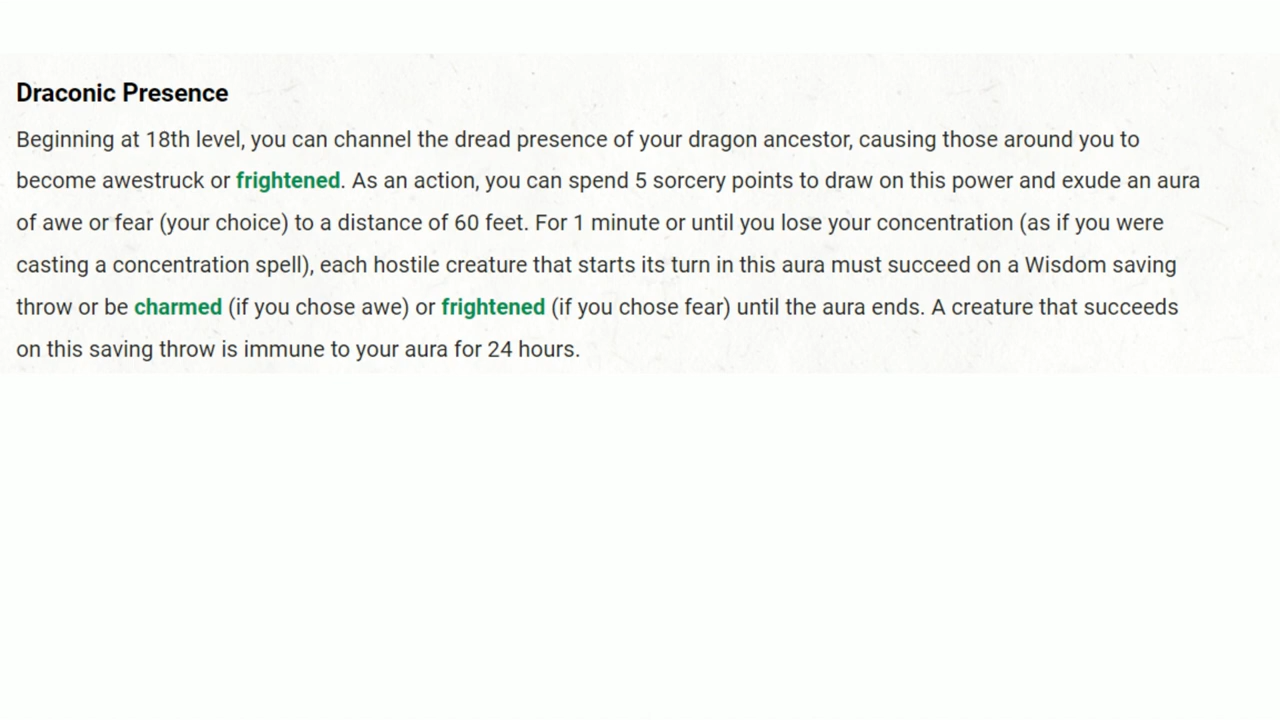 Draconic Presence
Beginning at 18th level, you can channel the dread presence of your dragon ancestor, causing those around you to
become awestruck or frightened. As an action, you can spend 5 sorcery points to draw on this power and exude an aura
of awe or fear (your choice) to a distance of 60 feet. For 1 minute or until you lose your concentration (as if you were
casting a concentration spell), each hostile creature that starts its turn in this aura must succeed on a Wisdom saving
throw or be charmed (if you chose awe) or frightened (if you chose fear) until the aura ends. A creature that succeeds
on this saving throw is immune to your aura for 24 hours.